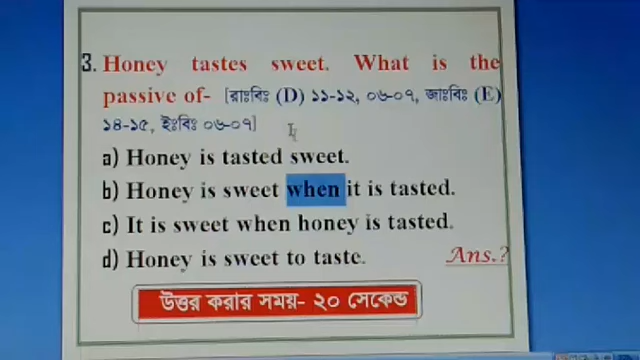 3. Honey tastes sweet. What is the
passive of- [রাঃবিঃ (D) ১১-১২, ০৬-০৭, জাঃবিঃ (E)
১৪-১৫, ইঃবিঃ ০৬-০৭]
a) Honey is tasted sweet.
b) Honey is sweet when it is tasted.
c) It is sweet when honey is tasted.
d) Honey is sweet to taste. Ans.?
উত্তর করার সময়- ২০ সেকেন্ড